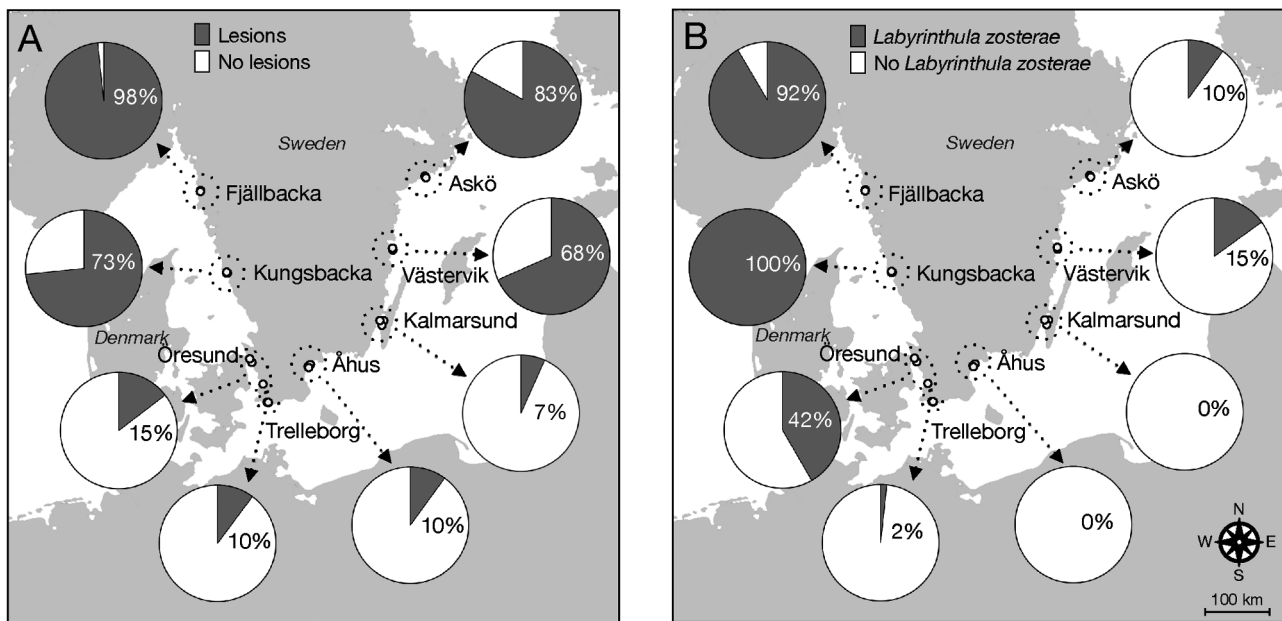 A
Lesions
No lesions
98%
83%
Sweden
Fjällbacka
Askö
73%
Kungsbacka
Västervik
68%
Denmark
Kalmarsund
Öresund
Åhus
15%
7%
Trelleborg
10%
10%
B
Labyrinthula zosterae
No Labyrinthula zosterae
92%
10%
Sweden
Fjällbacka
Askö
100%
Kungsbacka
Västervik
15%
Denmark
Kalmarsund
Öresund
Åhus
42%
0%
Trelleborg
2%
0%
N
W
E
S
100 km